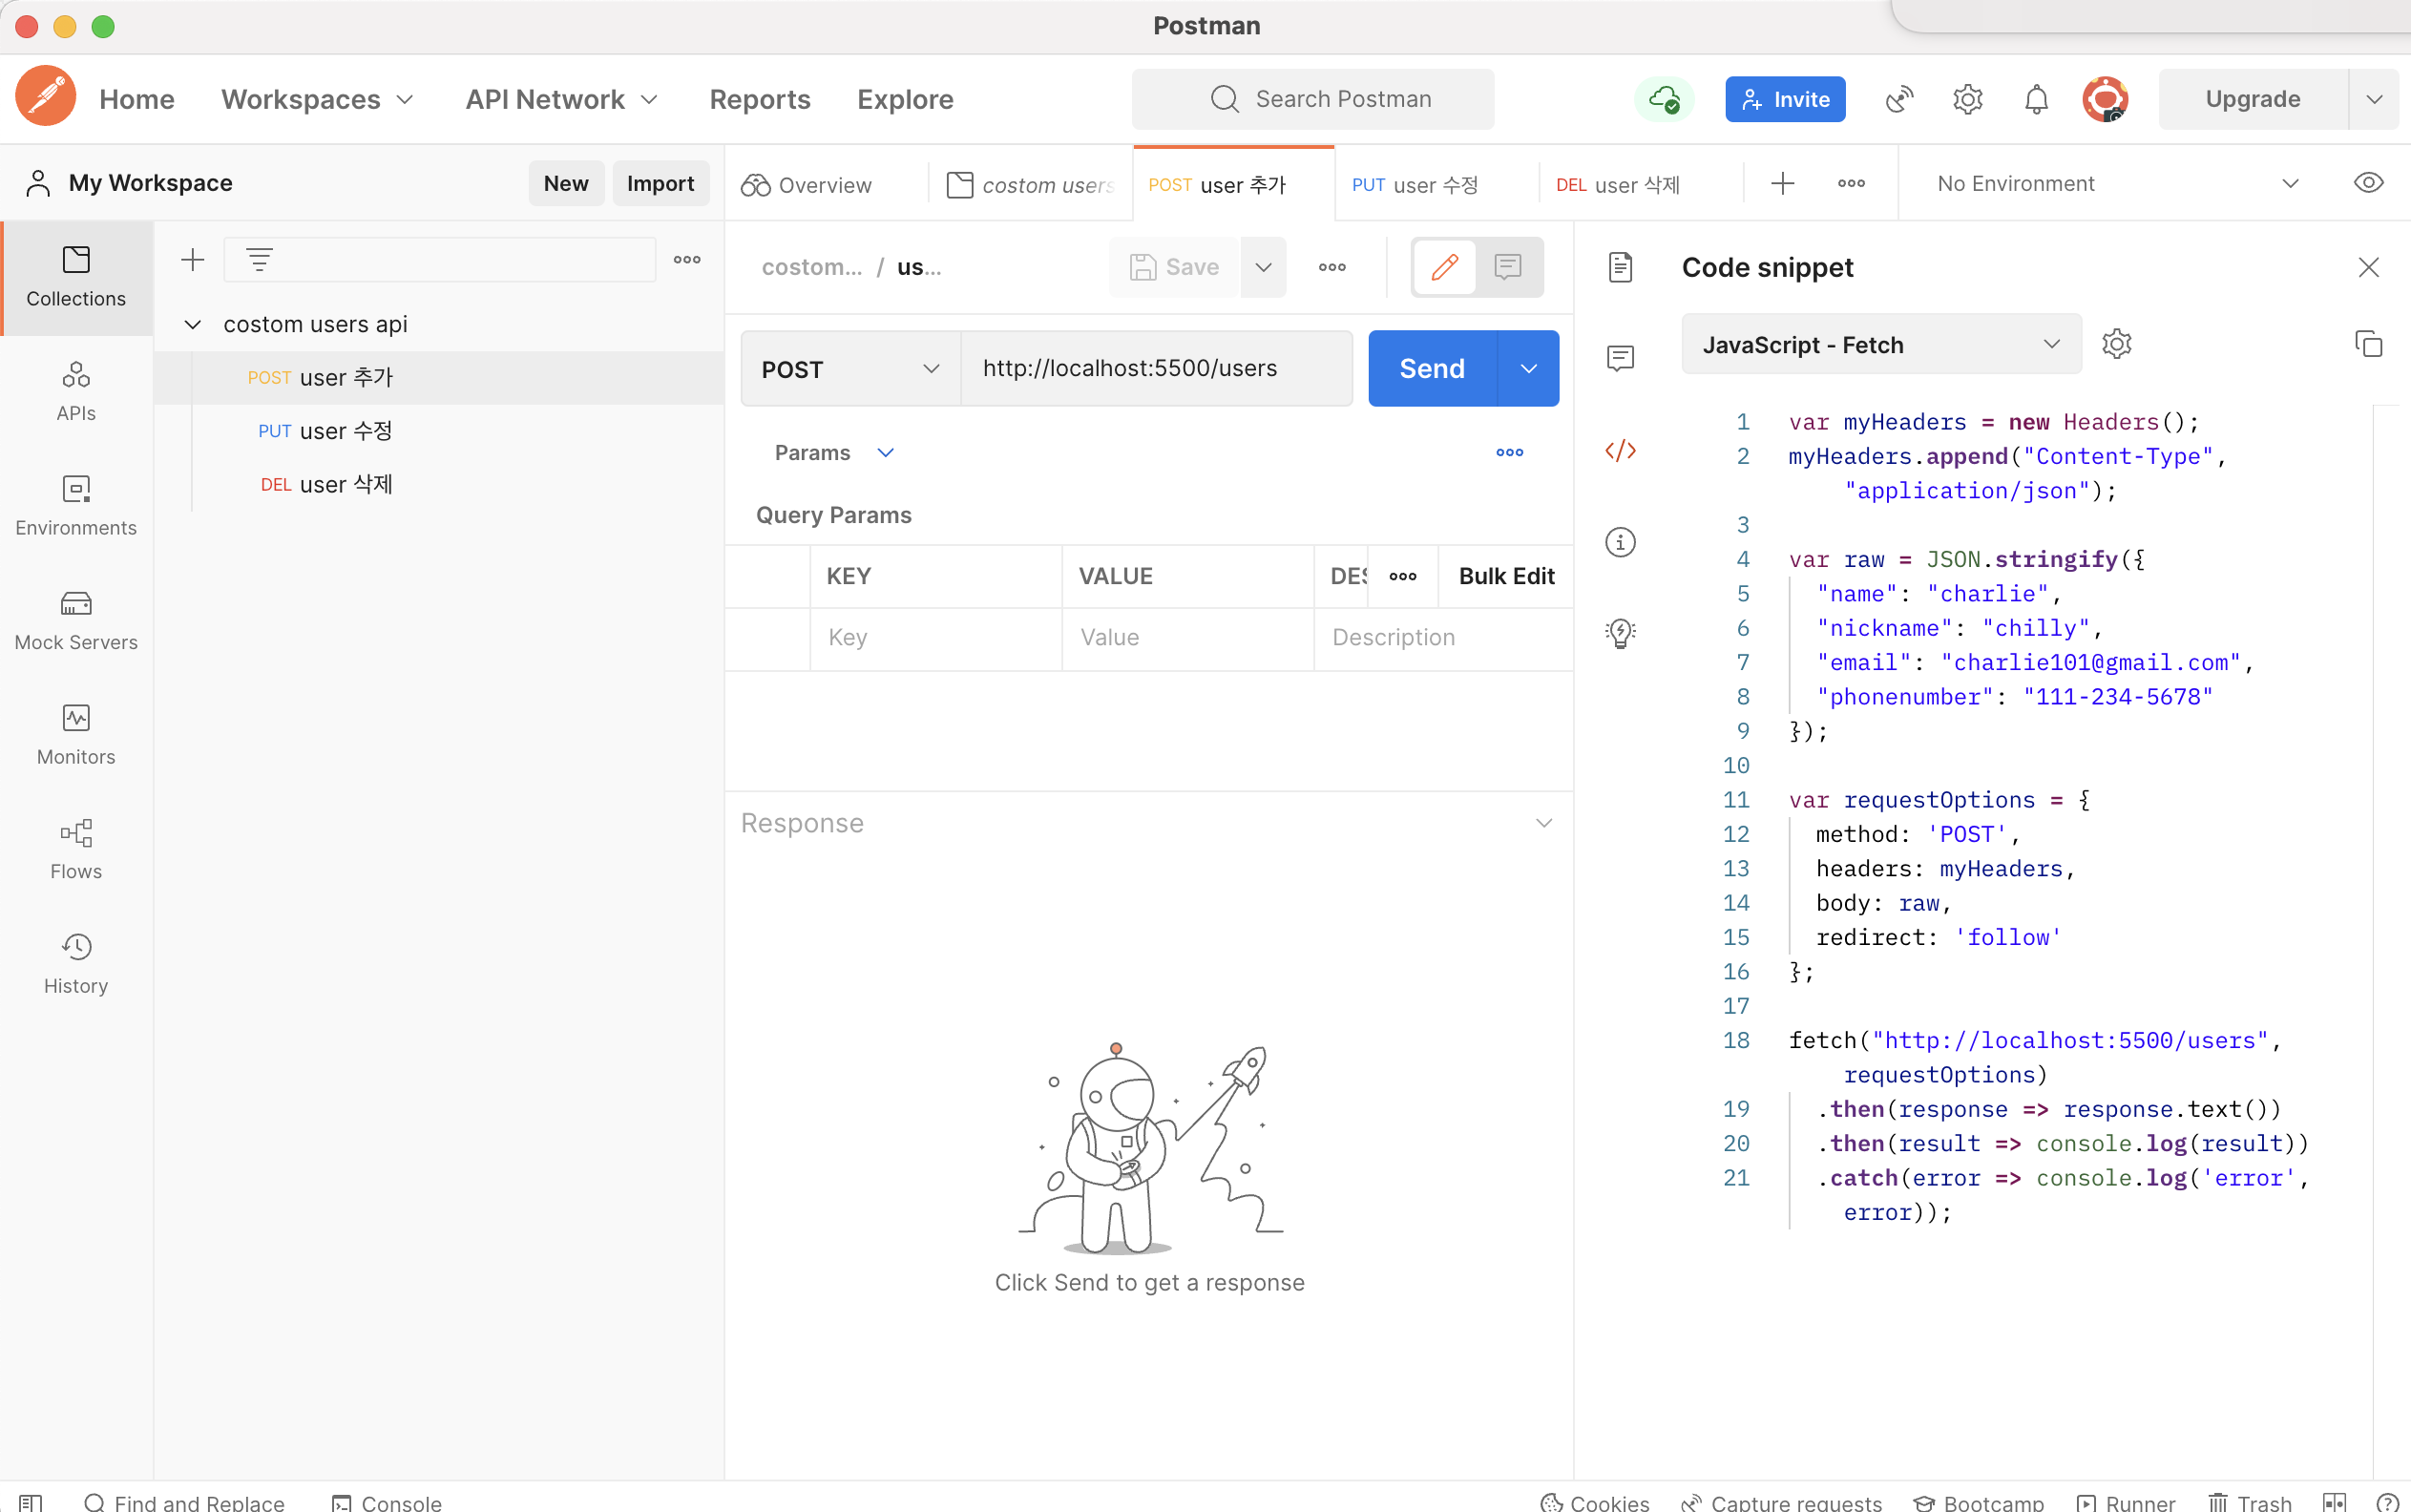 Postman
Home Workspaces API Network Reports Explore Search Postman Invite Upgrade
My Workspace New Import
Overview costom users POST user 추가 PUT user 수정 DEL user 삭제 No Environment
Collections
APIs
Environments
Mock Servers
Monitors
Flows
History
costom users api
POST user 추가
PUT user 수정
DEL user 삭제
costom... / us... Save
POST http://localhost:5500/users Send
Params
Query Params
KEY VALUE DES Bulk Edit
Key Value Description
Response
Click Send to get a response
Code snippet
JavaScript - Fetch
1 var myHeaders = new Headers();
2 myHeaders.append("Content-Type",
"application/json");
3
4 var raw = JSON.stringify({
5 "name": "charlie",
6 "nickname": "chilly",
7 "email": "charlie101@gmail.com",
8 "phonenumber": "111-234-5678"
9 });
10
11 var requestOptions = {
12 method: 'POST',
13 headers: myHeaders,
14 body: raw,
15 redirect: 'follow'
16 };
17
18 fetch("http://localhost:5500/users",
requestOptions)
19 .then(response => response.text())
20 .then(result => console.log(result))
21 .catch(error => console.log('error',
error));
Find and Replace Console Cookies Capture requests Bootcamp Runner Trash